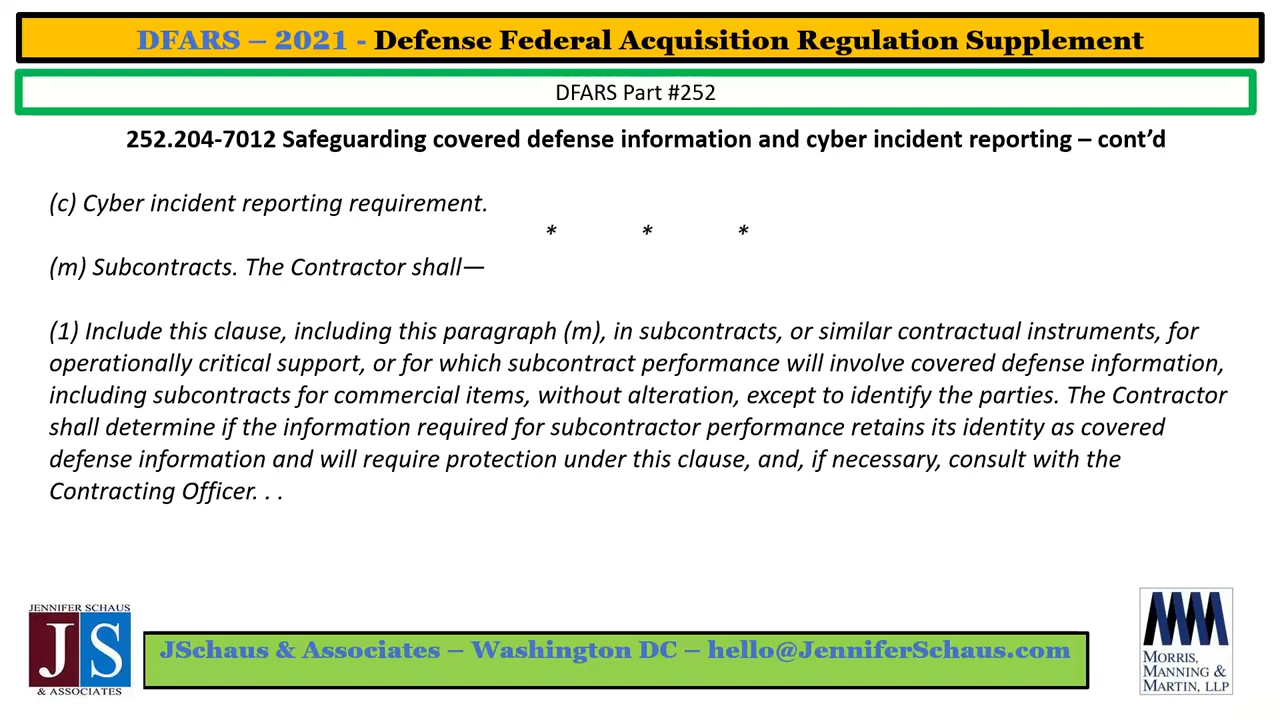 DFARS – 2021 - Defense Federal Acquisition Regulation Supplement
DFARS Part #252
252.204-7012 Safeguarding covered defense information and cyber incident reporting – cont’d
(c) Cyber incident reporting requirement.
* * *
(m) Subcontracts. The Contractor shall—
(1) Include this clause, including this paragraph (m), in subcontracts, or similar contractual instruments, for
operationally critical support, or for which subcontract performance will involve covered defense information,
including subcontracts for commercial items, without alteration, except to identify the parties. The Contractor
shall determine if the information required for subcontractor performance retains its identity as covered
defense information and will require protection under this clause, and, if necessary, consult with the
Contracting Officer. . .
JENNIFER SCHAUS
JS
& ASSOCIATES
JSchaus & Associates – Washington DC – hello@JenniferSchaus.com
MMM
MORRIS,
MANNING &
MARTIN, LLP